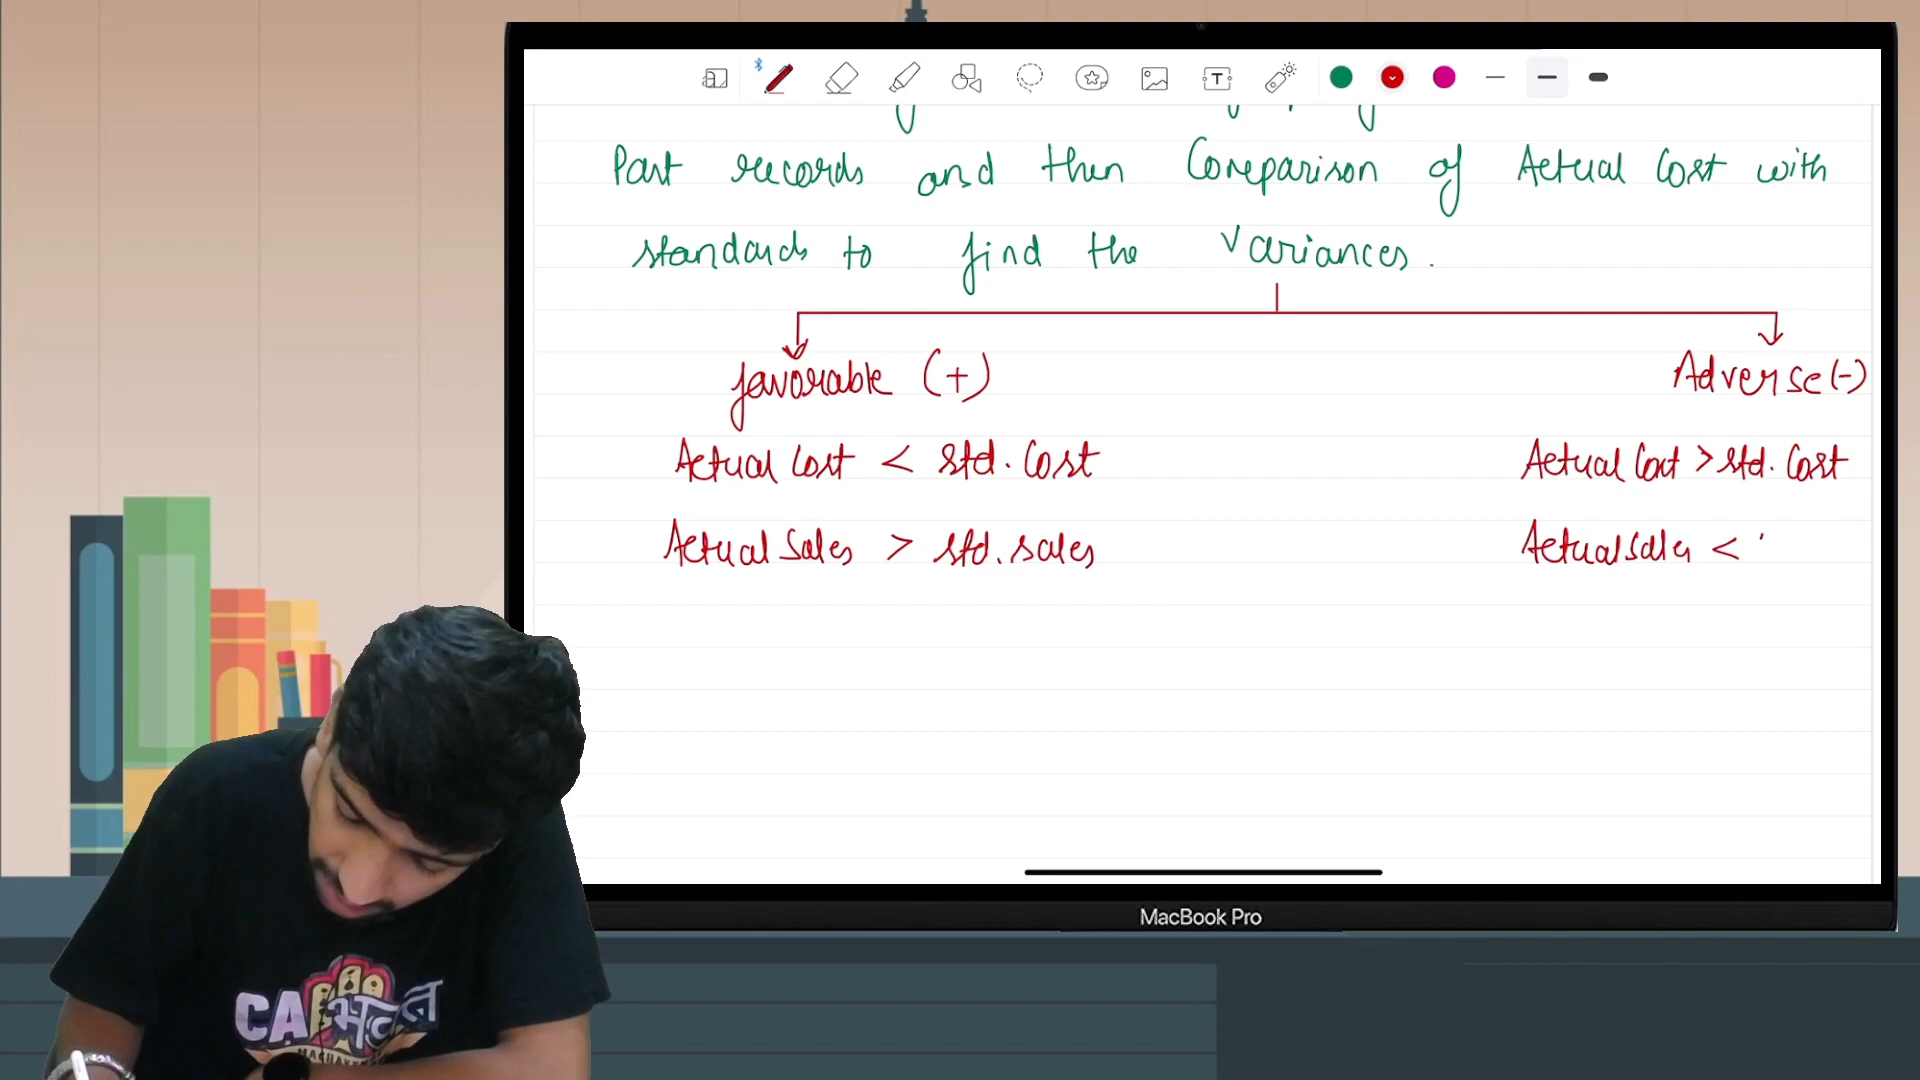 Past records and then Comparison of Actual Cost with
standards to find the Variances.
favorable (+)
Adverse (-)
Actual Cost < std. Cost
Actual Cost > std. Cost
Actual Sales > std. sales
Actual sales <
MacBook Pro
CA